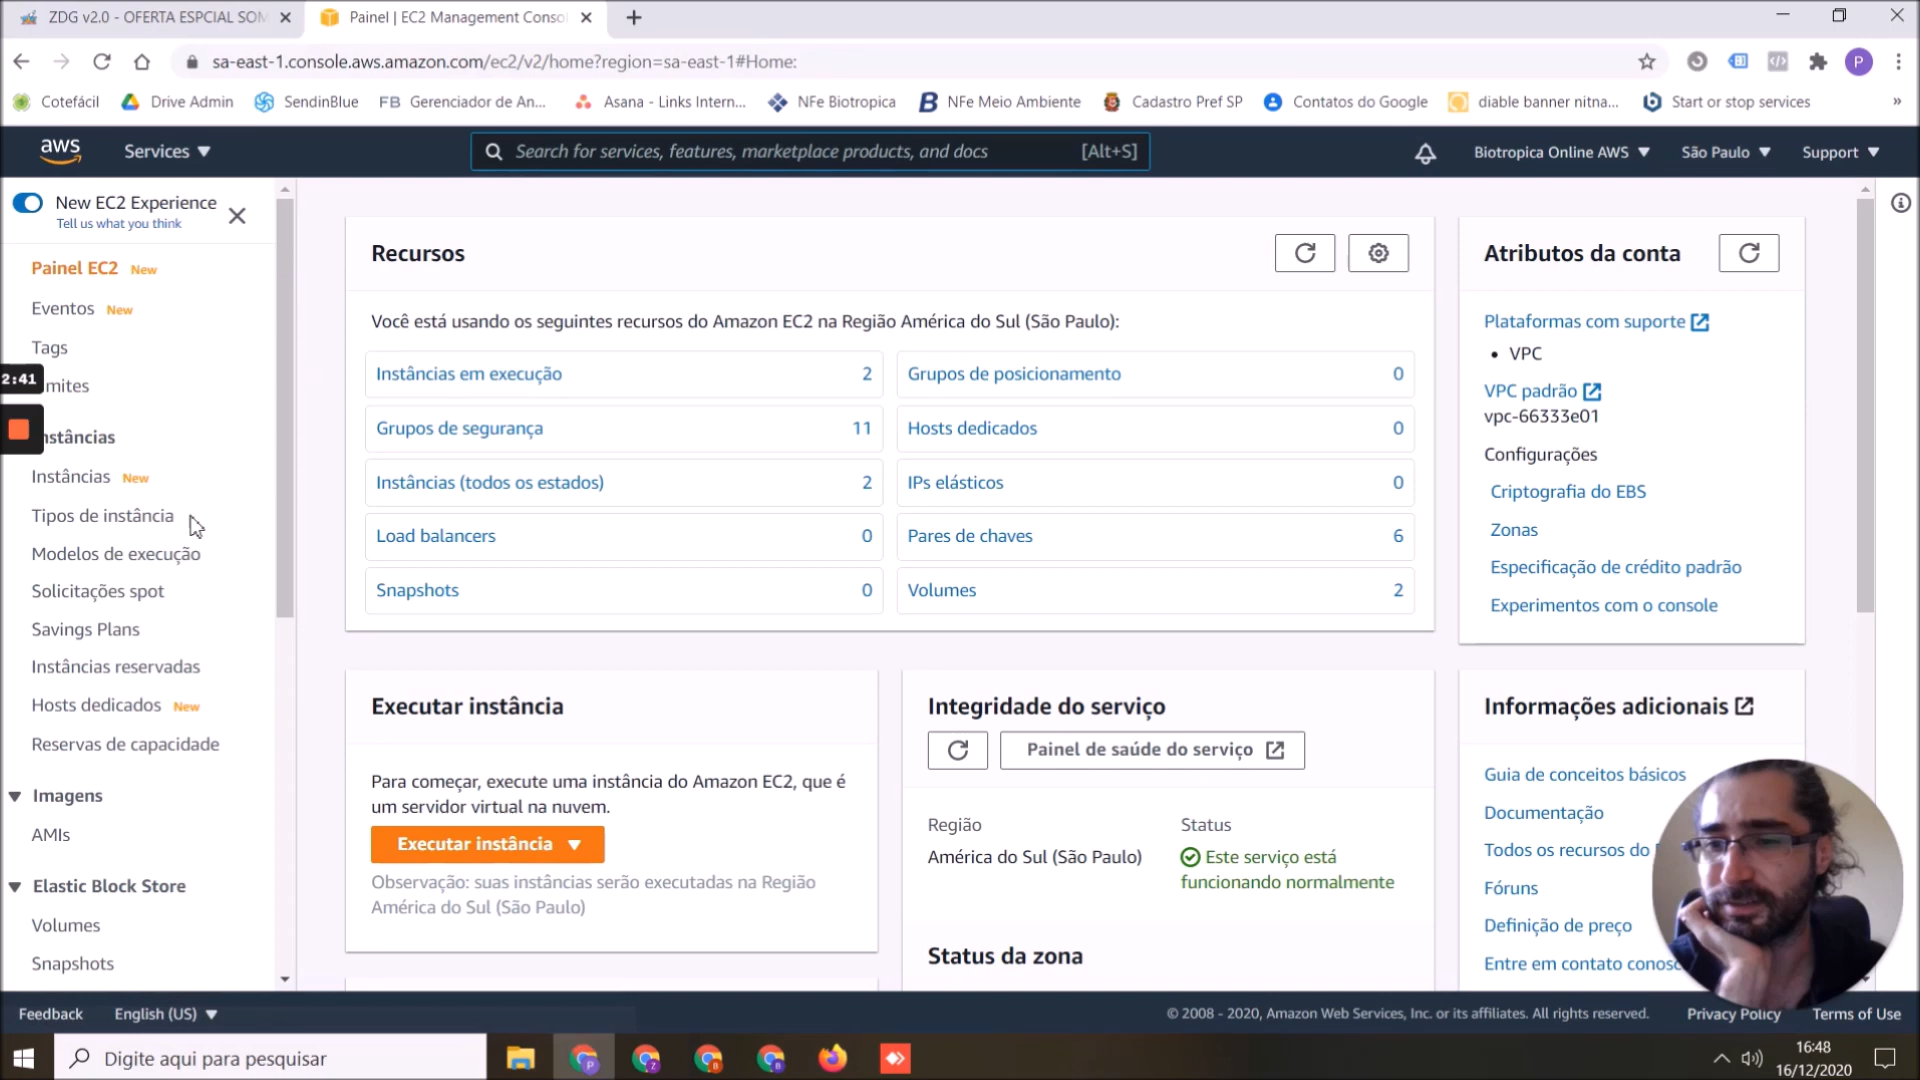 ZDG v2.0 - OFERTA ESPCIAL SOM
Painel | EC2 Management Conso
sa-east-1.console.aws.amazon.com/ec2/v2/home?region=sa-east-1#Home:
P
Cotefácil
Drive Admin
SendinBlue
FB Gerenciador de An...
Asana - Links Intern...
NFe Biotropica
B NFe Meio Ambiente
Cadastro Pref SP
Contatos do Google
diable banner nitna...
Start or stop services
»
aws
Services
Search for services, features, marketplace products, and docs
[Alt+S]
Biotropica Online AWS
São Paulo
Support
New EC2 Experience
Tell us what you think
Painel EC2 New
Eventos New
Tags
2:41
mites
nstâncias
Instâncias New
Tipos de instância
Modelos de execução
Solicitações spot
Savings Plans
Instâncias reservadas
Hosts dedicados New
Reservas de capacidade
Imagens
AMIs
Elastic Block Store
Volumes
Snapshots
Recursos
Você está usando os seguintes recursos do Amazon EC2 na Região América do Sul (São Paulo):
Instâncias em execução 2
Grupos de posicionamento 0
Grupos de segurança 11
Hosts dedicados 0
Instâncias (todos os estados) 2
IPs elásticos 0
Load balancers 0
Pares de chaves 6
Snapshots 0
Volumes 2
Executar instância
Para começar, execute uma instância do Amazon EC2, que é
um servidor virtual na nuvem.
Executar instância
Observação: suas instâncias serão executadas na Região
América do Sul (São Paulo)
Integridade do serviço
Painel de saúde do serviço
Região
América do Sul (São Paulo)
Status
Este serviço está
funcionando normalmente
Status da zona
Atributos da conta
Plataformas com suporte
• VPC
VPC padrão
vpc-66333e01
Configurações
Criptografia do EBS
Zonas
Especificação de crédito padrão
Experimentos com o console
Informações adicionais
Guia de conceitos básicos
Documentação
Todos os recursos do
Fóruns
Definição de preço
Entre em contato conosc
Feedback
English (US)
© 2008 - 2020, Amazon Web Services, Inc. or its affiliates. All rights reserved.
Privacy Policy
Terms of Use
Digite aqui para pesquisar
16:48
16/12/2020